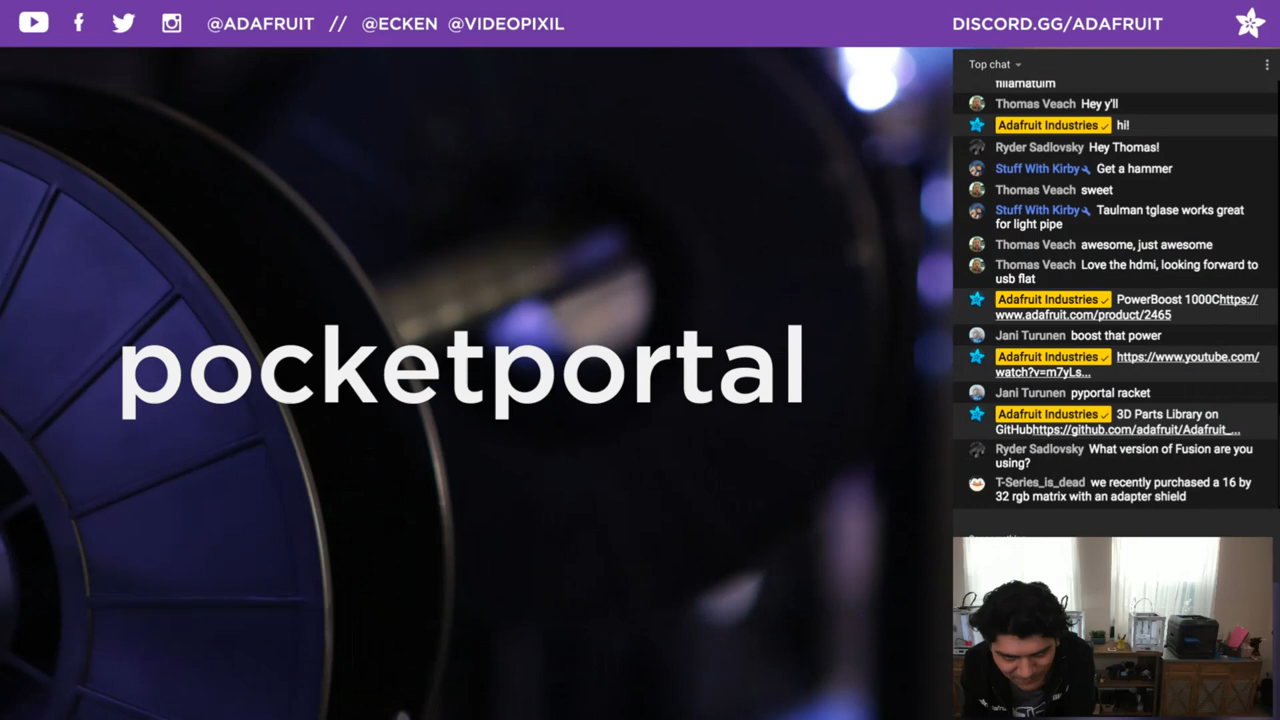 @ADAFRUIT // @ECKEN @VIDEOPIXIL
DISCORD.GG/ADAFRUIT
pocketportal
Top chat
Thomas Veach Hey y'll
Adafruit Industries hi!
Ryder Sadlovsky Hey Thomas!
Stuff With Kirby Get a hammer
Thomas Veach sweet
Stuff With Kirby Taulman tglase works great
for light pipe
Thomas Veach awesome, just awesome
Thomas Veach Love the hdmi, looking forward to
usb flat
Adafruit Industries PowerBoost 1000Chttps://
www.adafruit.com/product/2465
Jani Turunen boost that power
Adafruit Industries https://www.youtube.com/
watch?v=m7yLs...
Jani Turunen pyportal racket
Adafruit Industries 3D Parts Library on
GitHubhttps://github.com/adafruit/Adafruit_...
Ryder Sadlovsky What version of Fusion are you
using?
T-Series_is_dead we recently purchased a 16 by
32 rgb matrix with an adapter shield